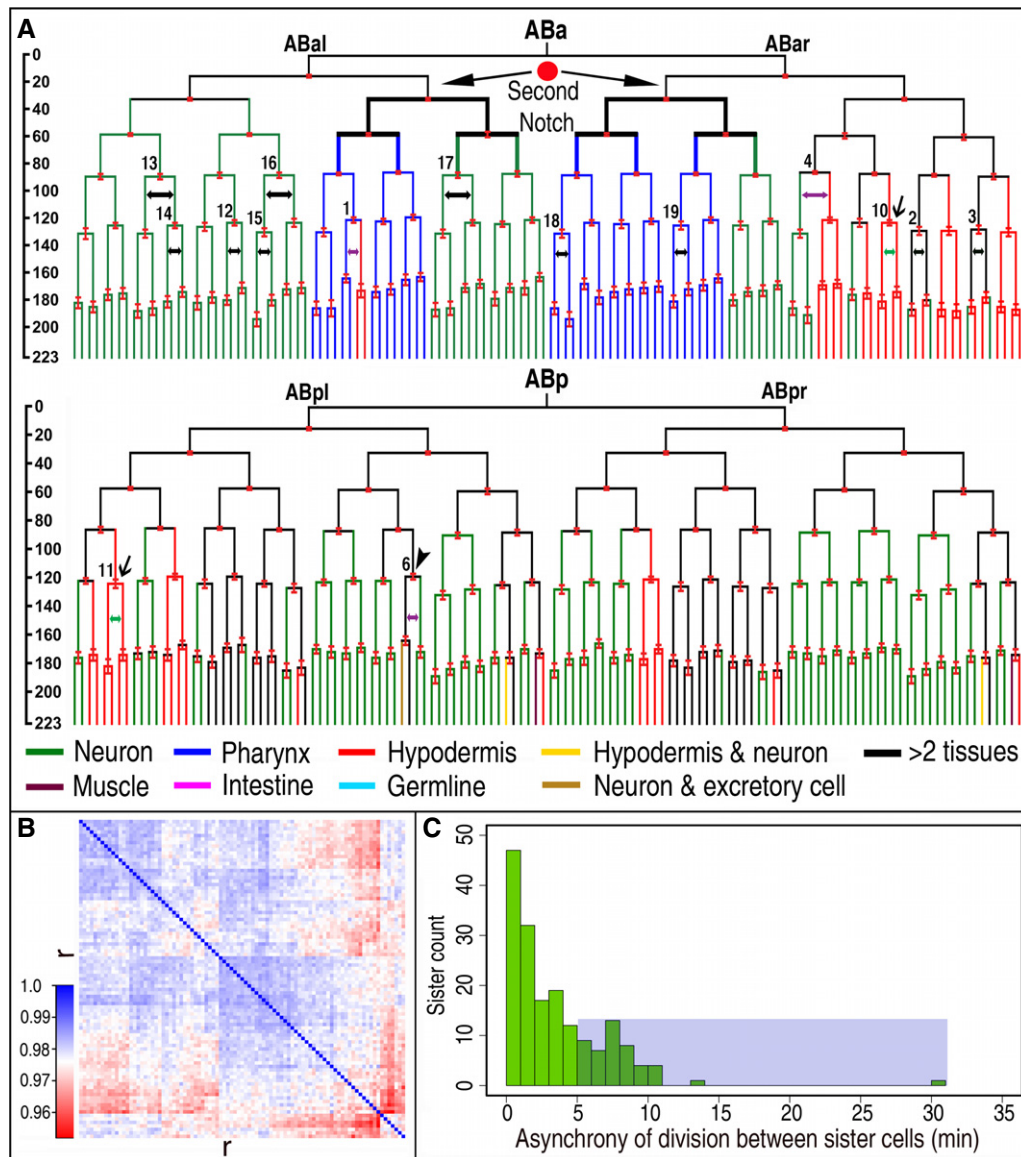 A
ABa
ABal
ABar
Second
Notch
0
20
40
60
80
100
120
140
160
180
200
223
13
16
14
12
15
1
17
18
19
4
10
2
3
ABp
ABpl
ABpr
0
20
40
60
80
100
120
140
160
180
200
223
11
6
Neuron
Pharynx
Hypodermis
Hypodermis & neuron
>2 tissues
Muscle
Intestine
Germline
Neuron & excretory cell
B
r
1.0
0.99
0.98
0.97
0.96
r
C
Sister count
50
40
30
20
10
0
0 5 10 15 20 25 30 35
Asynchrony of division between sister cells (min)